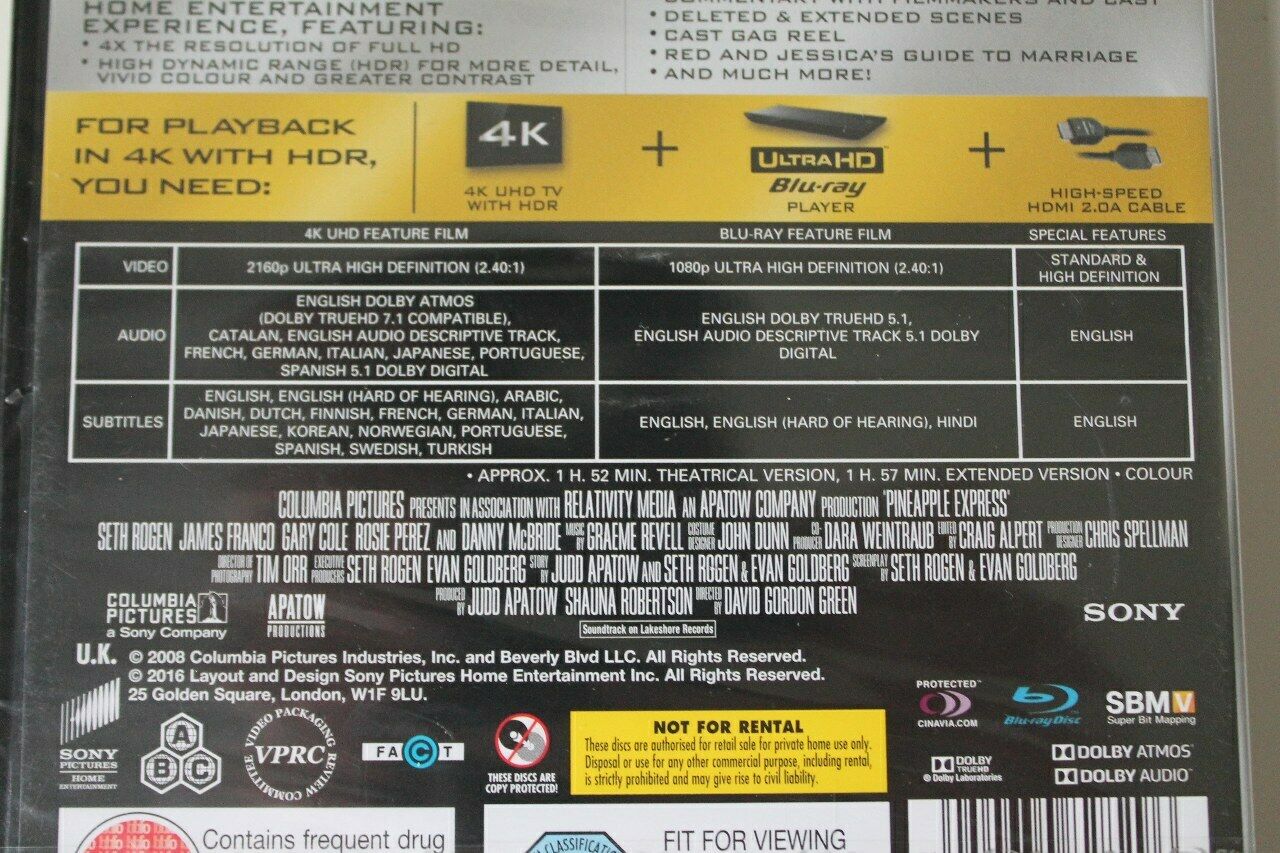 HOME ENTERTAINMENT
EXPERIENCE, FEATURING:
• 4X THE RESOLUTION OF FULL HD
• HIGH DYNAMIC RANGE (HDR) FOR MORE DETAIL,
VIVID COLOUR AND GREATER CONTRAST
COMMENTARY WITH FILMMAKERS AND CAST
• DELETED & EXTENDED SCENES
• CAST GAG REEL
• RED AND JESSICA'S GUIDE TO MARRIAGE
• AND MUCH MORE!
FOR PLAYBACK
IN 4K WITH HDR,
YOU NEED:
4K
4K UHD TV
WITH HDR
+
ULTRA HD
Blu-ray
PLAYER
+
HIGH-SPEED
HDMI 2.0A CABLE
4K UHD FEATURE FILM
BLU-RAY FEATURE FILM
SPECIAL FEATURES
VIDEO
2160p ULTRA HIGH DEFINITION (2.40:1)
1080p ULTRA HIGH DEFINITION (2.40:1)
STANDARD &
HIGH DEFINITION
AUDIO
ENGLISH DOLBY ATMOS
(DOLBY TRUEHD 7.1 COMPATIBLE),
CATALAN, ENGLISH AUDIO DESCRIPTIVE TRACK,
FRENCH, GERMAN, ITALIAN, JAPANESE, PORTUGUESE,
SPANISH 5.1 DOLBY DIGITAL
ENGLISH DOLBY TRUEHD 5.1,
ENGLISH AUDIO DESCRIPTIVE TRACK 5.1 DOLBY
DIGITAL
ENGLISH
SUBTITLES
ENGLISH, ENGLISH (HARD OF HEARING), ARABIC,
DANISH, DUTCH, FINNISH, FRENCH, GERMAN, ITALIAN,
JAPANESE, KOREAN, NORWEGIAN, PORTUGUESE,
SPANISH, SWEDISH, TURKISH
ENGLISH, ENGLISH (HARD OF HEARING), HINDI
ENGLISH
• APPROX. 1 H. 52 MIN. THEATRICAL VERSION, 1 H. 57 MIN. EXTENDED VERSION • COLOUR
COLUMBIA PICTURES PRESENTS IN ASSOCIATION WITH RELATIVITY MEDIA AN APATOW COMPANY PRODUCTION 'PINEAPPLE EXPRESS'
SETH ROGEN JAMES FRANCO GARY COLE ROSIE PEREZ AND DANNY McBRIDE MUSIC BY GRAEME REVELL COSTUME DESIGNER JOHN DUNN CO-PRODUCER DARA WEINTRAUB EDITED BY CRAIG ALPERT PRODUCTION DESIGNER CHRIS SPELLMAN
DIRECTOR OF PHOTOGRAPHY TIM ORR EXECUTIVE PRODUCERS SETH ROGEN EVAN GOLDBERG STORY BY JUDD APATOW AND SETH ROGEN & EVAN GOLDBERG SCREENPLAY BY SETH ROGEN & EVAN GOLDBERG
PRODUCED BY JUDD APATOW SHAUNA ROBERTSON DIRECTED BY DAVID GORDON GREEN
COLUMBIA
PICTURES
a Sony Company
APATOW
PRODUCTIONS
Soundtrack on Lakeshore Records
SONY
U.K. © 2008 Columbia Pictures Industries, Inc. and Beverly Blvd LLC. All Rights Reserved.
© 2016 Layout and Design Sony Pictures Home Entertainment Inc. All Rights Reserved.
25 Golden Square, London, W1F 9LU.
SONY
PICTURES
HOME
ENTERTAINMENT
A
B C
VIDEO PACKAGING REVIEW COMMITTEE
VPRC
FACT
THESE DISCS ARE
COPY PROTECTED!
NOT FOR RENTAL
These discs are authorised for retail sale for private home use only.
Disposal or use for any other commercial purpose, including rental,
is strictly prohibited and may give rise to civil liability.
PROTECTED™
CINAVIA.COM
Blu-ray Disc
SBMV
Super Bit Mapping
DOLBY
TRUEHD
® Dolby Laboratories
DOLBY ATMOS™
DOLBY AUDIO™
Contains frequent drug
CLASSIFICATION
FIT FOR VIEWING